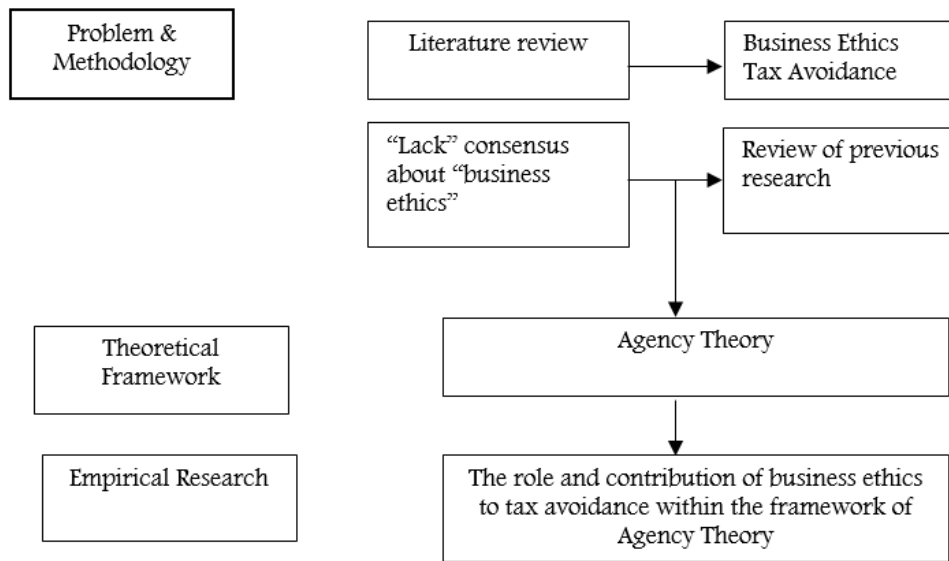 Problem &
Methodology
Literature review
Business Ethics
Tax Avoidance
“Lack” consensus
about “business
ethics”
Review of previous
research
Theoretical
Framework
Agency Theory
Empirical Research
The role and contribution of business ethics
to tax avoidance within the framework of
Agency Theory